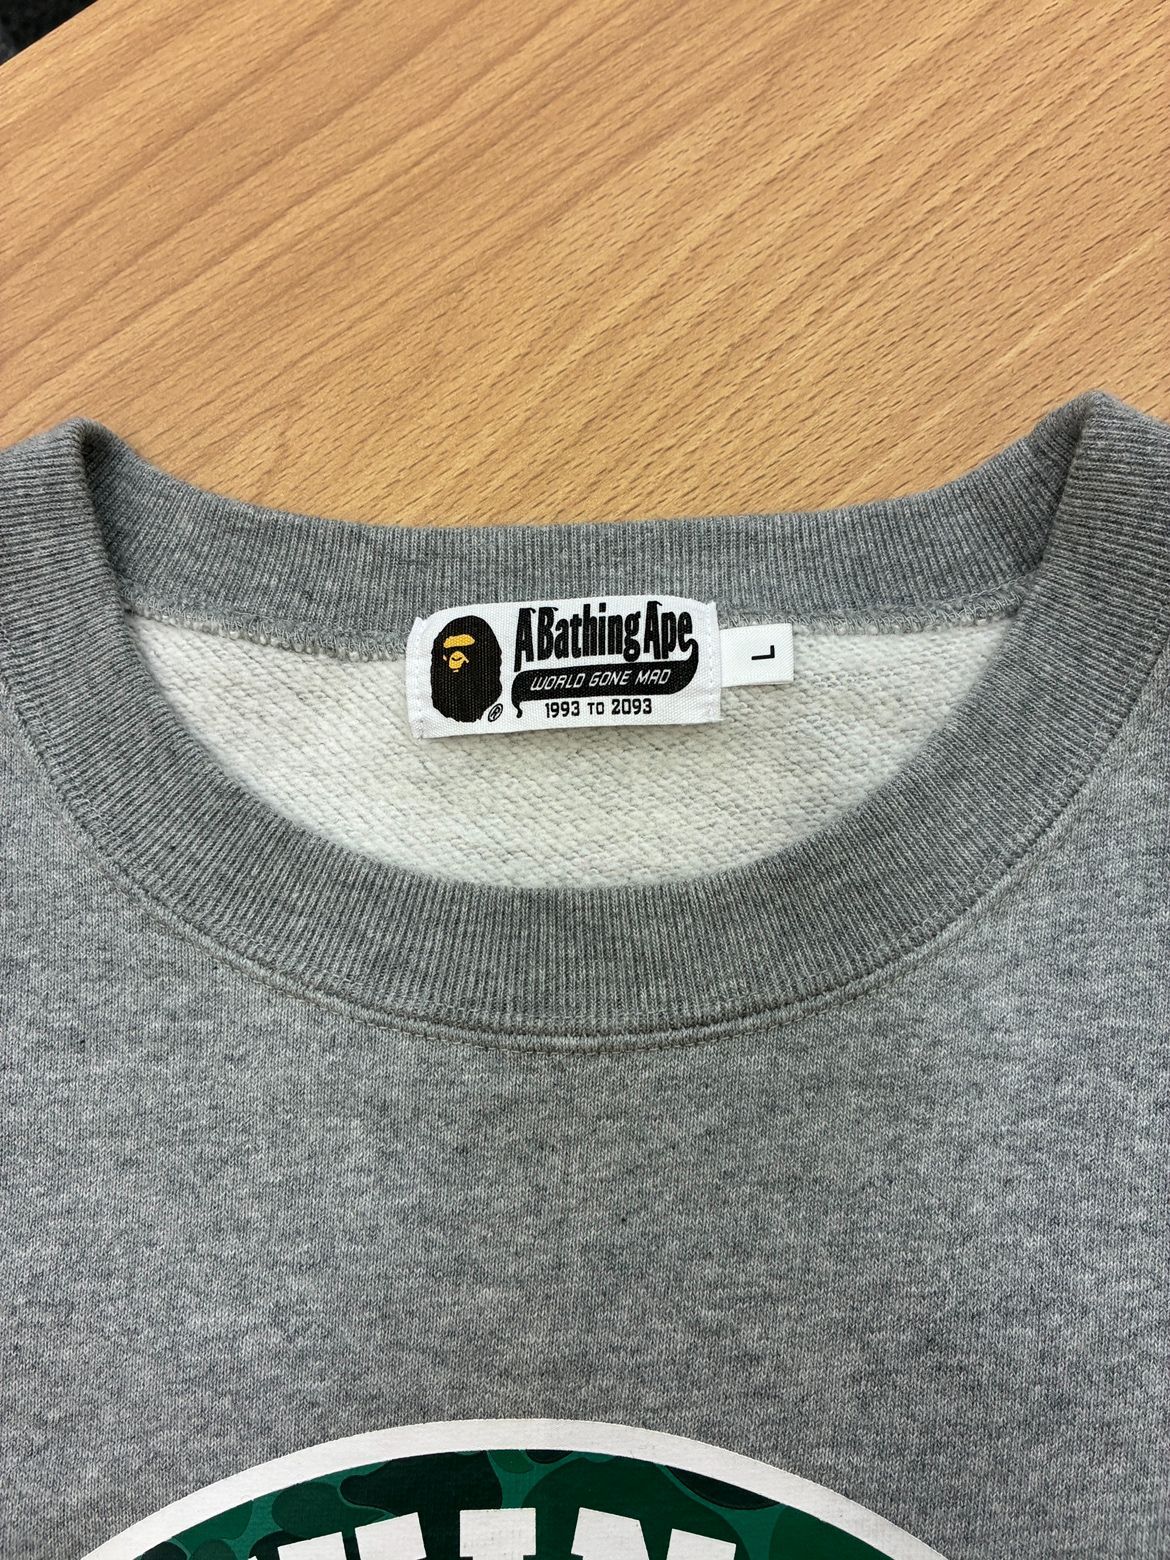 A Bathing Ape
WORLD GONE MAD
1993 TO 2093
®
L